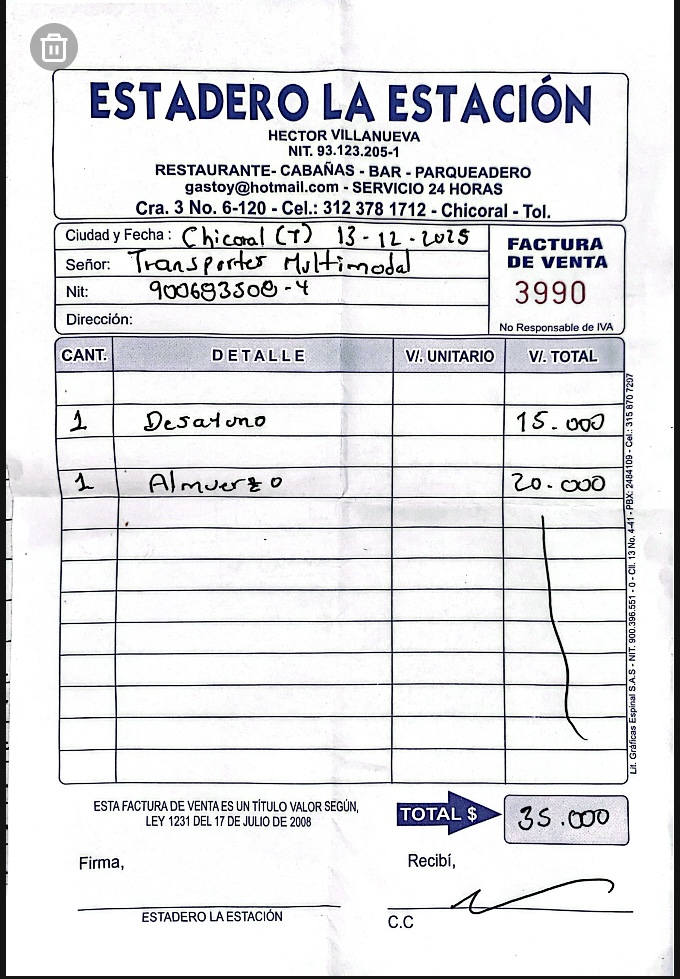 ESTADERO LA ESTACIÓN
HECTOR VILLANUEVA
NIT. 93.123.205-1
RESTAURANTE- CABAÑAS - BAR - PARQUEADERO
gastoy@hotmail.com - SERVICIO 24 HORAS
Cra. 3 No. 6-120 - Cel.: 312 378 1712 - Chicoral - Tol.
Ciudad y Fecha : Chicoral (T) 13-12-2025
Señor: Transportes Multimodal
Nit: 900693508-4
Dirección:
FACTURA
DE VENTA
3990
No Responsable de IVA
CANT. DETALLE V/. UNITARIO V/. TOTAL
1 Desayuno 15.000
1 Almuerzo 20.000
ESTA FACTURA DE VENTA ES UN TÍTULO VALOR SEGÚN,
LEY 1231 DEL 17 DE JULIO DE 2008
TOTAL $ 35.000
Firma,
ESTADERO LA ESTACIÓN
Recibí,
C.C
Lit. Gráficas Espinal S.A.S - NIT. 900.396.551 - 0 - Cll. 13 No. 4-41 - PBX: 2484109 - Cel.: 315 870 7207